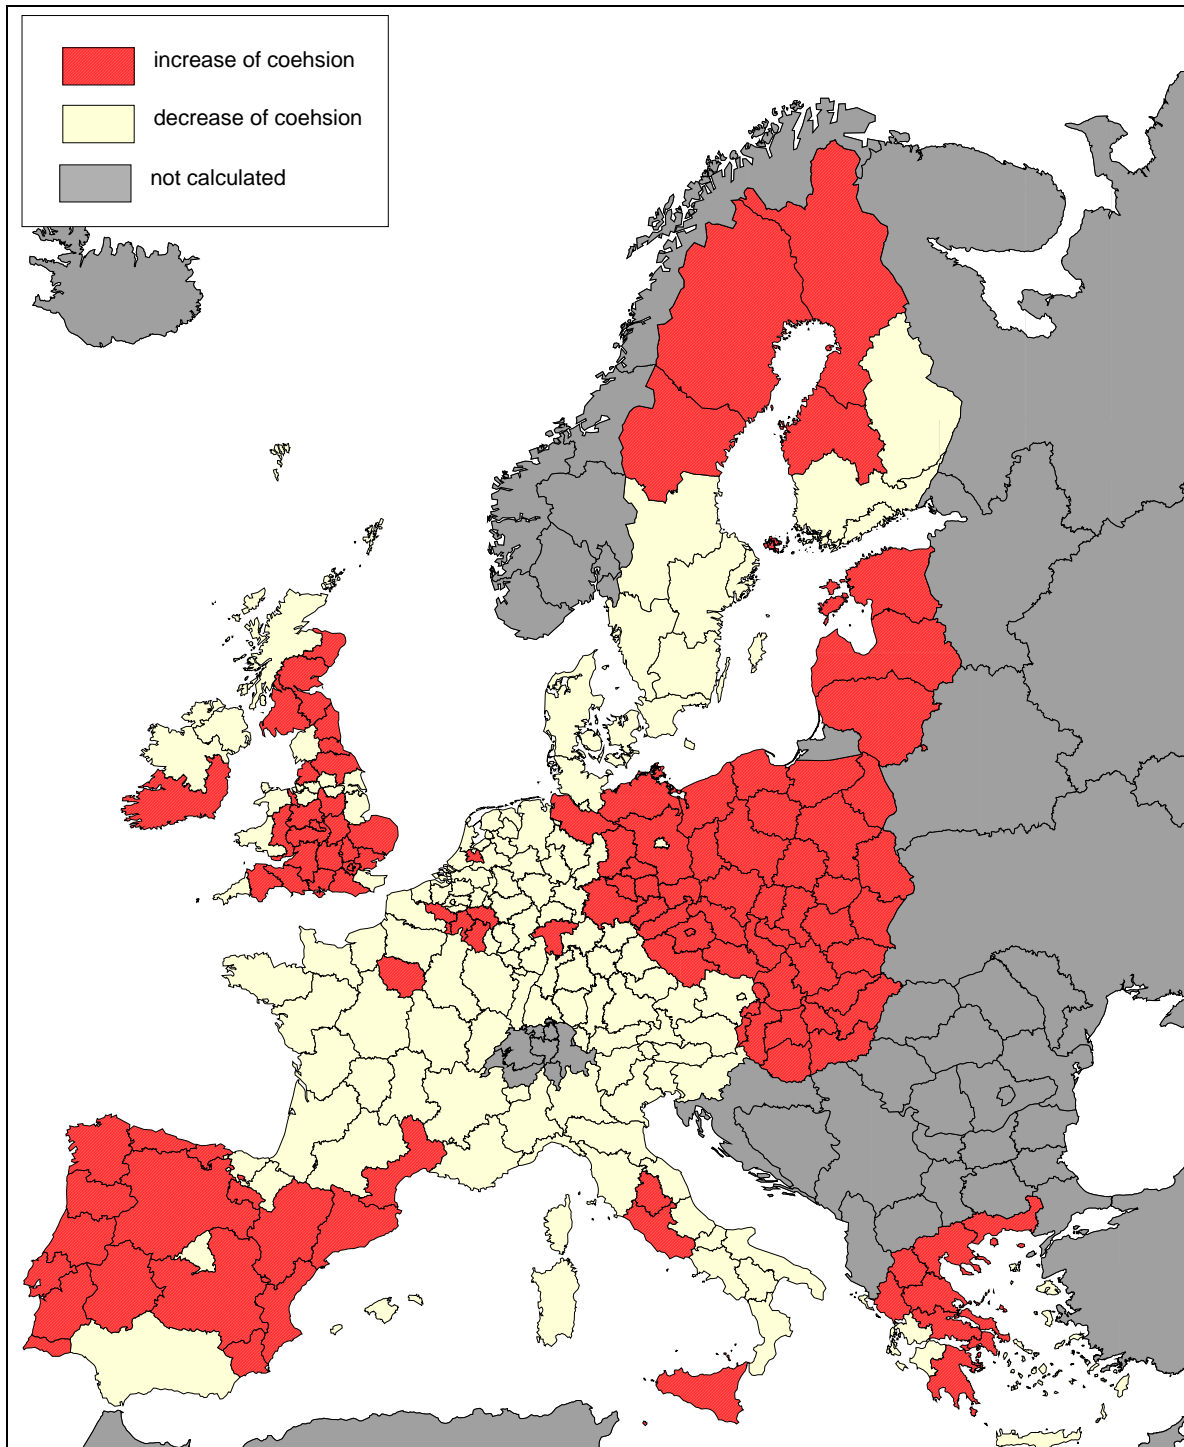 increase of coehsion
decrease of coehsion
not calculated